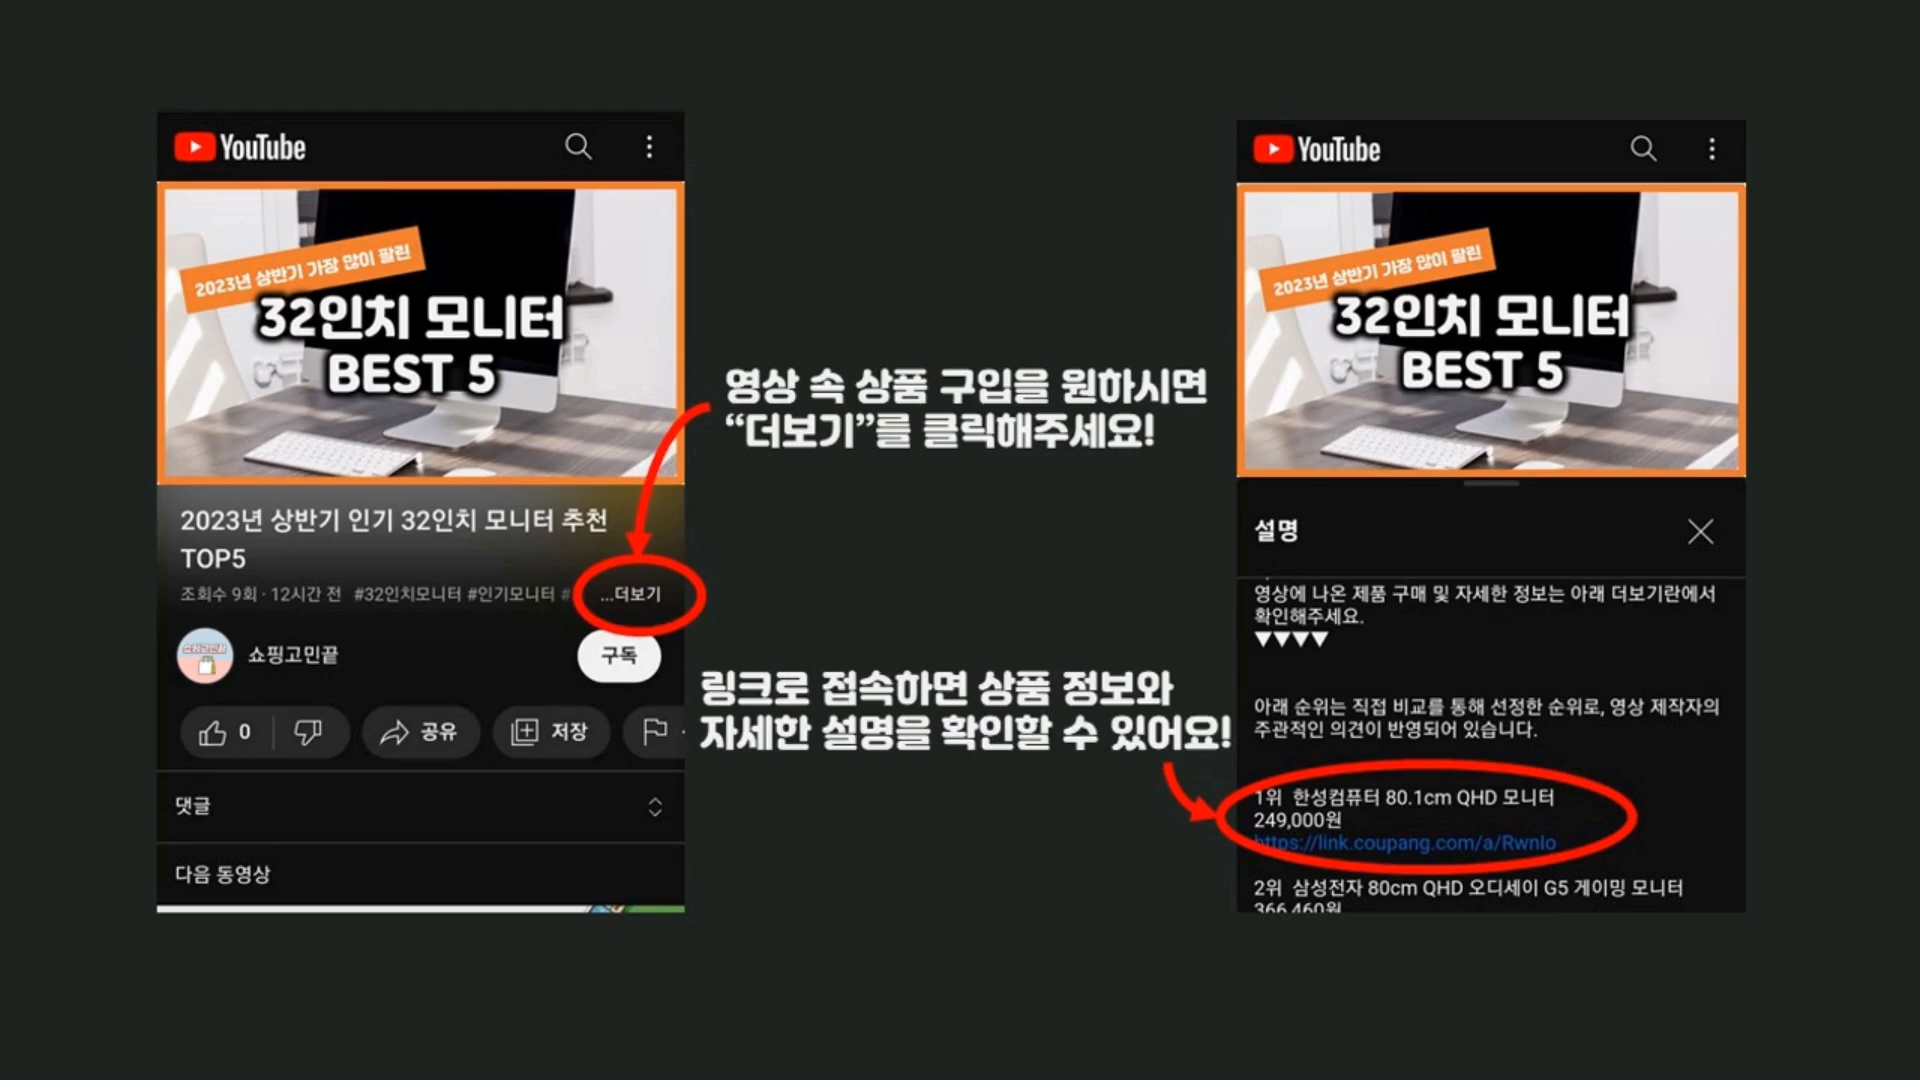 YouTube
2023년 상반기 가장 많이 팔린
32인치 모니터
BEST 5
2023년 상반기 인기 32인치 모니터 추천
TOP5
조회수 9회 · 12시간 전 #32인치모니터 #인기모니터 # ...더보기
쇼핑고민끝
쇼핑고민끝
구독
0
공유
저장
댓글
다음 동영상
영상 속 상품 구입을 원하시면
“더보기”를 클릭해주세요!
링크로 접속하면 상품 정보와
자세한 설명을 확인할 수 있어요!
YouTube
2023년 상반기 가장 많이 팔린
32인치 모니터
BEST 5
설명
영상에 나온 제품 구매 및 자세한 정보는 아래 더보기란에서
확인해주세요.
▼▼▼▼
아래 순위는 직접 비교를 통해 선정한 순위로, 영상 제작자의
주관적인 의견이 반영되어 있습니다.
1위 한성컴퓨터 80.1cm QHD 모니터
249,000원
https://link.coupang.com/a/RwnIo
2위 삼성전자 80cm QHD 오디세이 G5 게이밍 모니터
366,460원